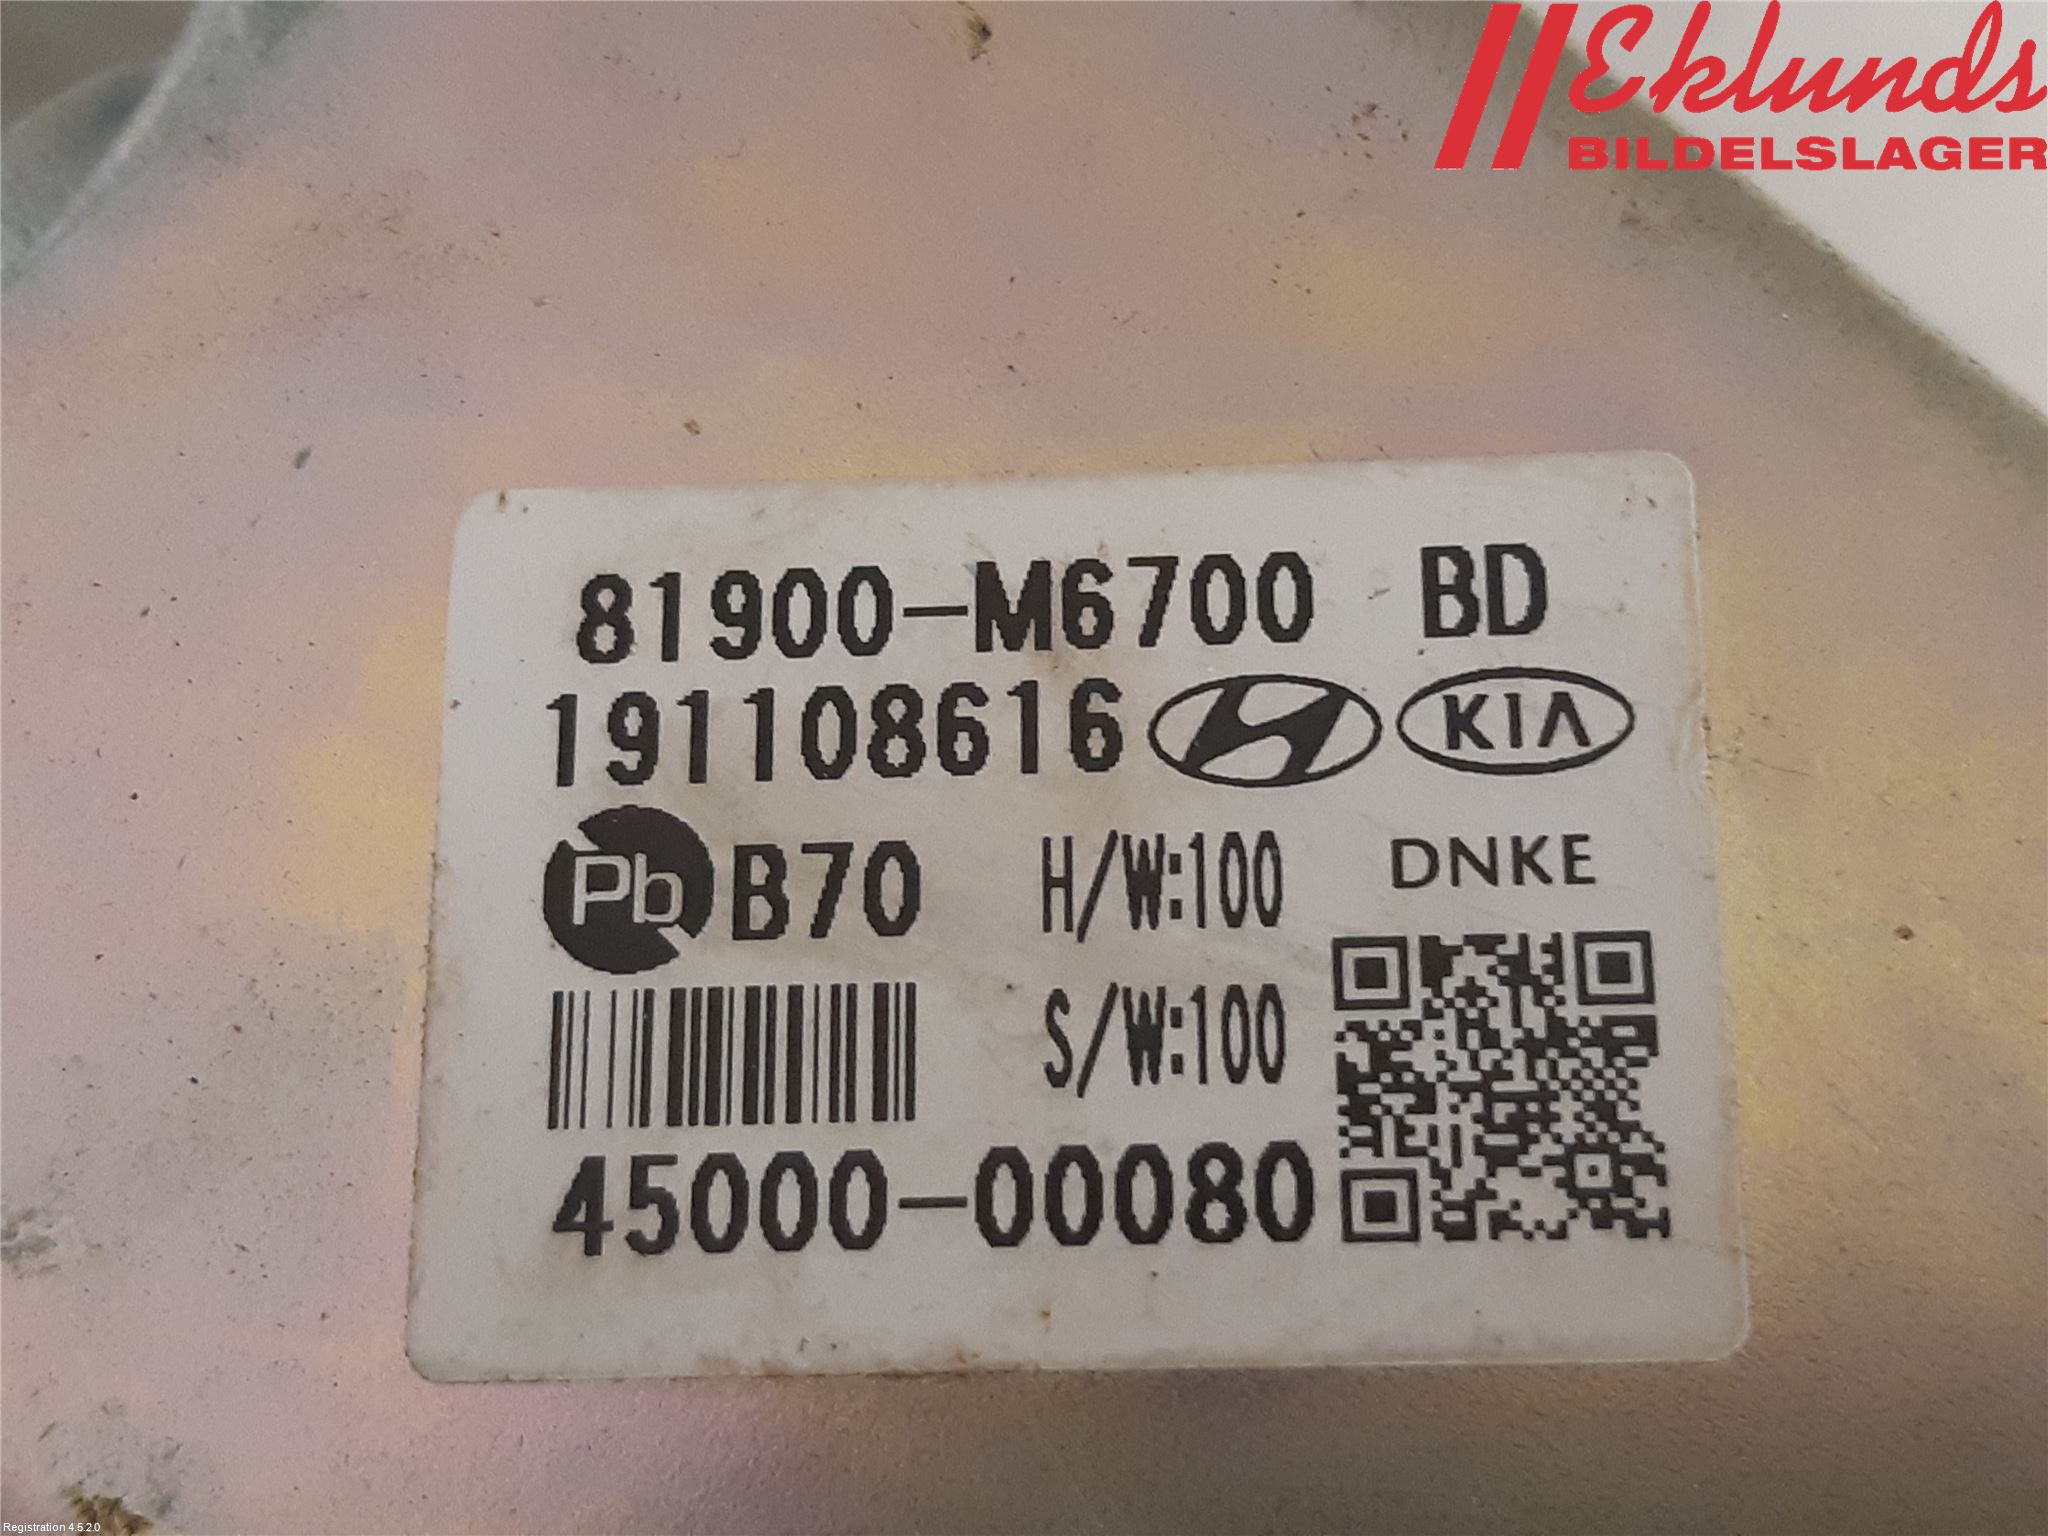 Eklunds
BILDELSLAGER
81900-M6700 BD
191108616 KIA
Pb B70 H/W:100 DNKE
S/W:100
45000-00080
Registration 4.5.2.0